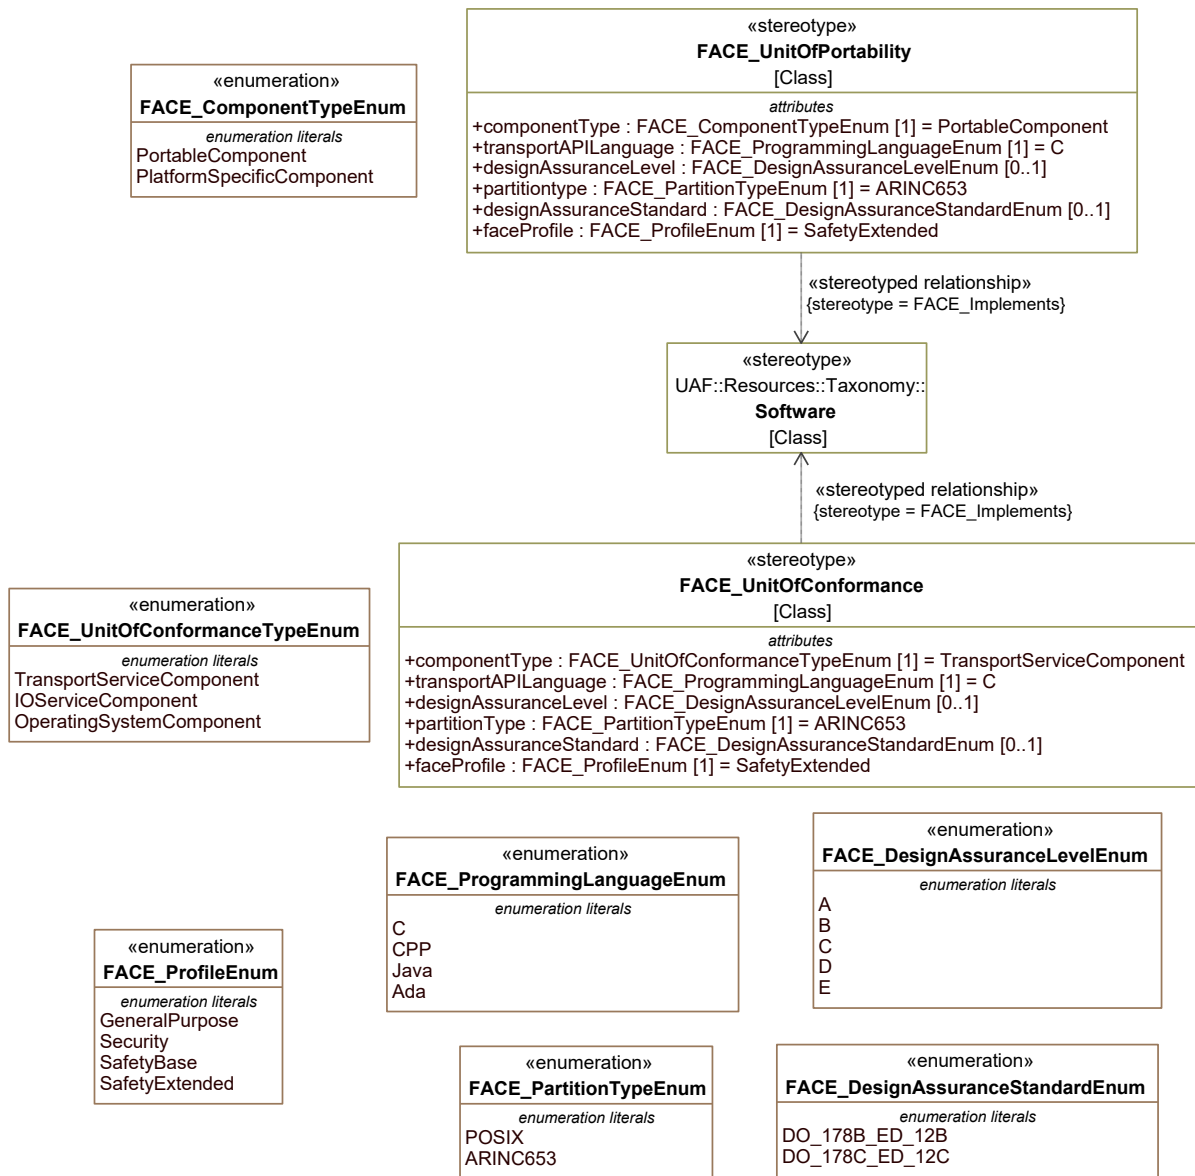 «stereotype»
FACE_UnitOfPortability
[Class]
attributes
+componentType : FACE_ComponentTypeEnum [1] = PortableComponent
+transportAPILanguage : FACE_ProgrammingLanguageEnum [1] = C
+designAssuranceLevel : FACE_DesignAssuranceLevelEnum [0..1]
+partitiontype : FACE_PartitionTypeEnum [1] = ARINC653
+designAssuranceStandard : FACE_DesignAssuranceStandardEnum [0..1]
+faceProfile : FACE_ProfileEnum [1] = SafetyExtended
«enumeration»
FACE_ComponentTypeEnum
enumeration literals
PortableComponent
PlatformSpecificComponent
«stereotyped relationship»
{stereotype = FACE_Implements}
«stereotype»
UAF::Resources::Taxonomy::
Software
[Class]
«stereotyped relationship»
{stereotype = FACE_Implements}
«stereotype»
FACE_UnitOfConformance
[Class]
attributes
+componentType : FACE_UnitOfConformanceTypeEnum [1] = TransportServiceComponent
+transportAPILanguage : FACE_ProgrammingLanguageEnum [1] = C
+designAssuranceLevel : FACE_DesignAssuranceLevelEnum [0..1]
+partitionType : FACE_PartitionTypeEnum [1] = ARINC653
+designAssuranceStandard : FACE_DesignAssuranceStandardEnum [0..1]
+faceProfile : FACE_ProfileEnum [1] = SafetyExtended
«enumeration»
FACE_UnitOfConformanceTypeEnum
enumeration literals
TransportServiceComponent
IOServiceComponent
OperatingSystemComponent
«enumeration»
FACE_DesignAssuranceLevelEnum
enumeration literals
A
B
C
D
E
«enumeration»
FACE_ProgrammingLanguageEnum
enumeration literals
C
CPP
Java
Ada
«enumeration»
FACE_ProfileEnum
enumeration literals
GeneralPurpose
Security
SafetyBase
SafetyExtended
«enumeration»
FACE_PartitionTypeEnum
enumeration literals
POSIX
ARINC653
«enumeration»
FACE_DesignAssuranceStandardEnum
enumeration literals
DO_178B_ED_12B
DO_178C_ED_12C